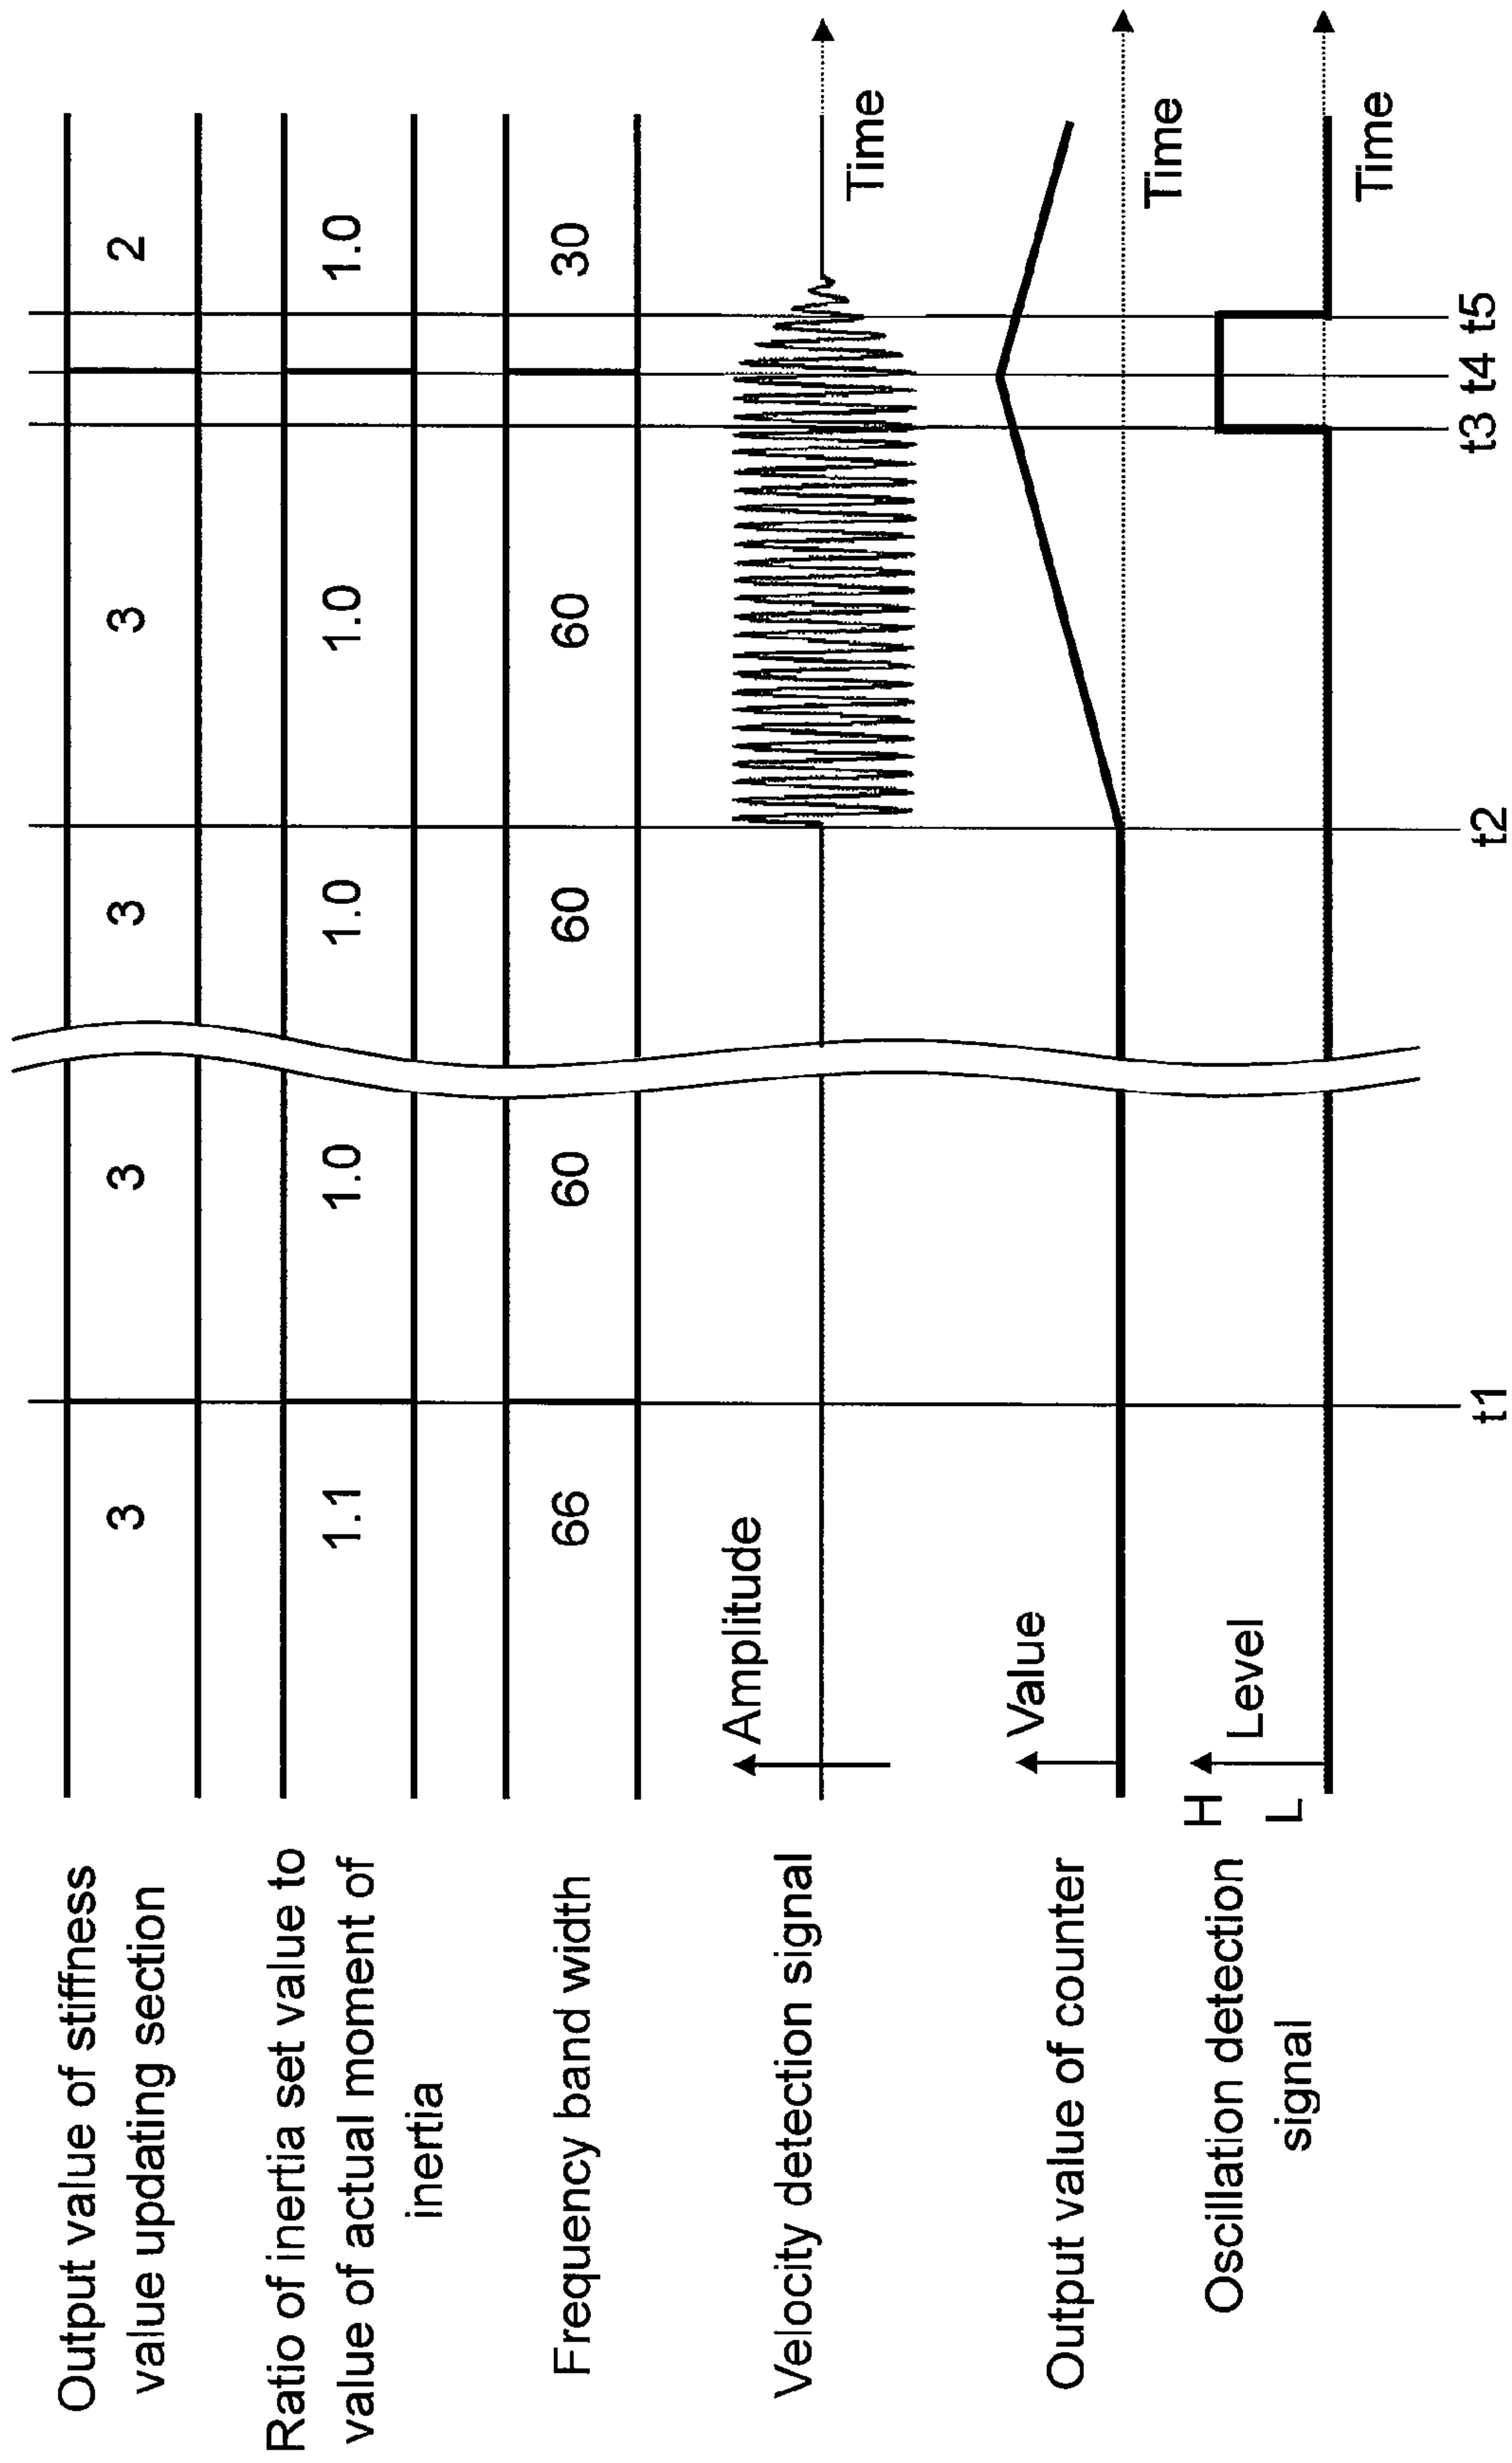 Output value of stiffness
value updating section
3
3
3
3
2
Ratio of inertia set value to
value of actual moment of
inertia
1.1
1.0
1.0
1.0
1.0
Frequency band width
66
60
60
60
30
Velocity detection signal
Amplitude
Time
Output value of counter
Value
Time
Oscillation detection
signal
H
L
Level
Time
t1
t2
t3
t4
t5